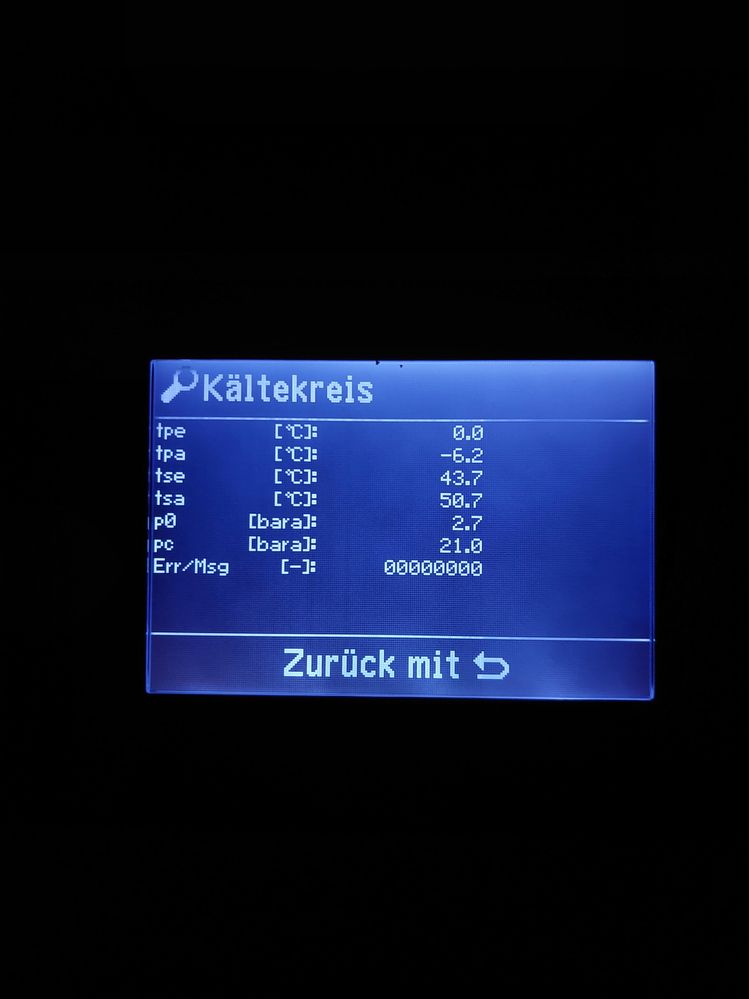 Kältekreis
tpe [°C]: 0.0
tpa [°C]: -6.2
tse [°C]: 43.7
tsa [°C]: 50.7
p0 [bara]: 2.7
pc [bara]: 21.0
Err/Msg [-]: 00000000
Zurück mit